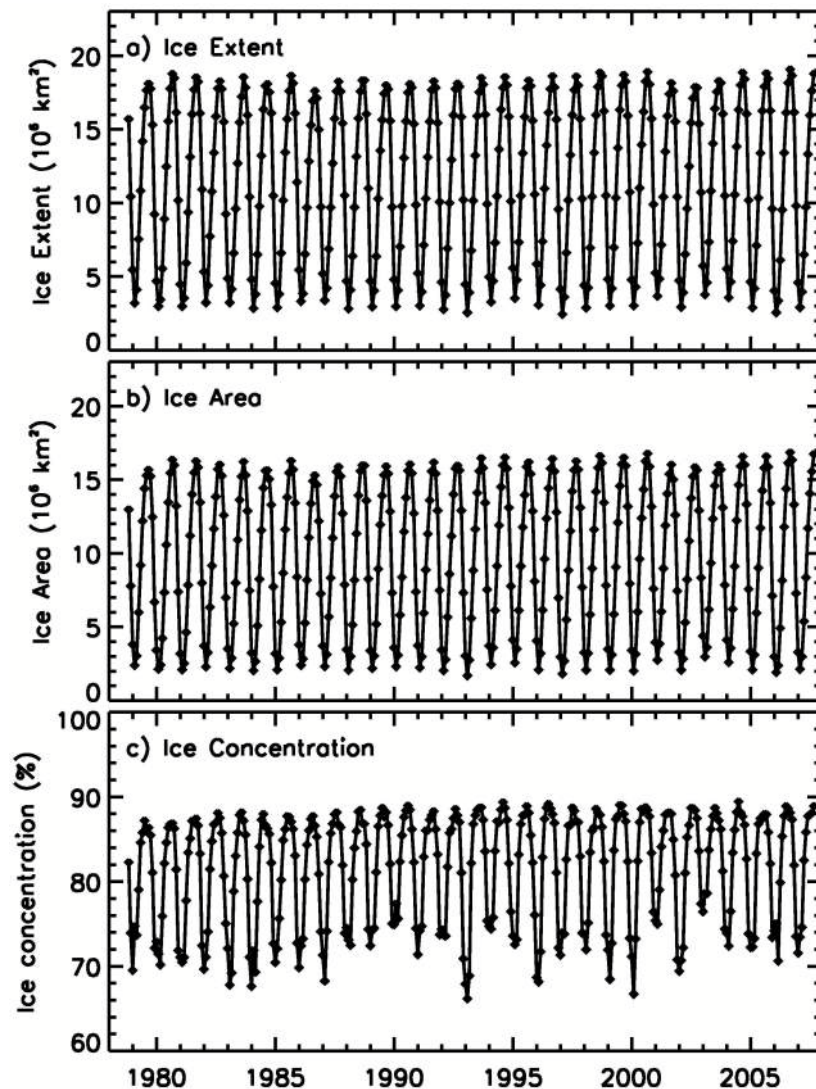 a) Ice Extent
Ice Extent (10⁶ km²)
20
15
10
5
0
b) Ice Area
Ice Area (10⁶ km²)
20
15
10
5
0
c) Ice Concentration
Ice concentration (%)
100
90
80
70
60
1980 1985 1990 1995 2000 2005